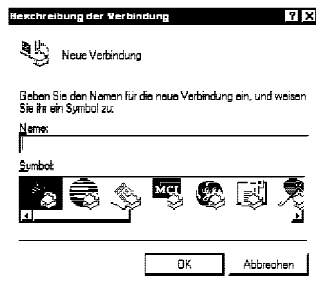 Beschreibung der Verbindung
Neue Verbindung
Geben Sie den Namen für die neue Verbindung ein, und weisen
Sie ihr ein Symbol zu:
Name:
Symbol:
MCI
OK
Abbrechen